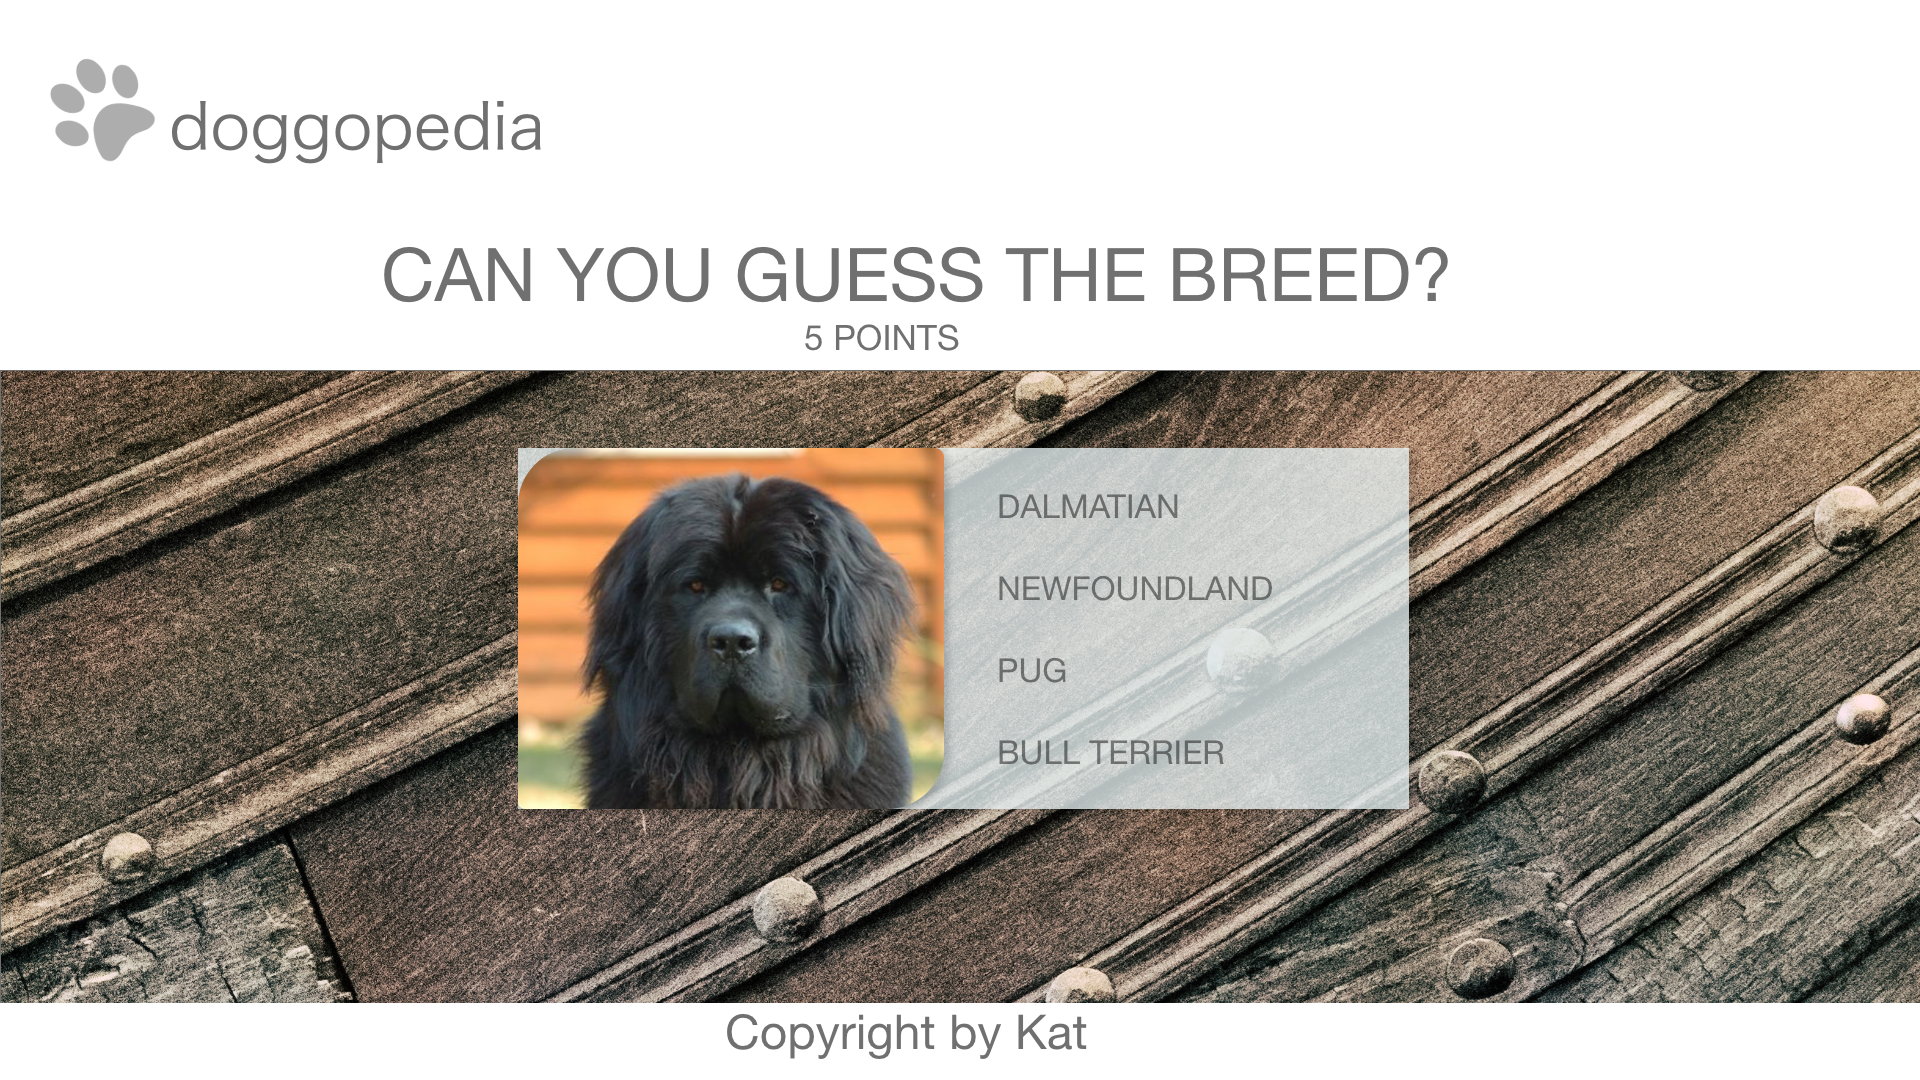 doggopedia
CAN YOU GUESS THE BREED?
5 POINTS
DALMATIAN
NEWFOUNDLAND
PUG
BULL TERRIER
Copyright by Kat